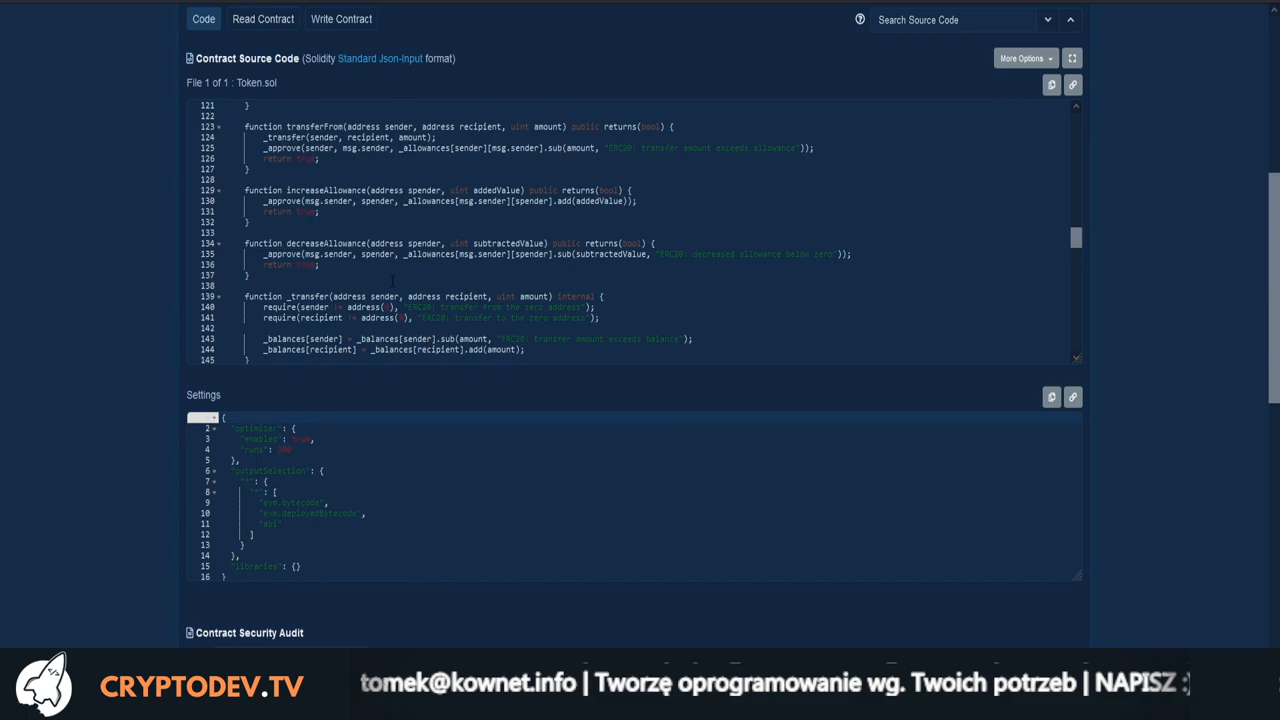 Code
Read Contract
Write Contract
Search Source Code
Contract Source Code (Solidity Standard Json-Input format)
More Options
File 1 of 1 : Token.sol
121 }
122
123 function transferFrom(address sender, address recipient, uint amount) public returns(bool) {
124 _transfer(sender, recipient, amount);
125 _approve(sender, msg.sender, _allowances[sender][msg.sender].sub(amount, "ERC20: transfer amount exceeds allowance"));
126 return true;
127 }
128
129 function increaseAllowance(address spender, uint addedValue) public returns(bool) {
130 _approve(msg.sender, spender, _allowances[msg.sender][spender].add(addedValue));
131 return true;
132 }
133
134 function decreaseAllowance(address spender, uint subtractedValue) public returns(bool) {
135 _approve(msg.sender, spender, _allowances[msg.sender][spender].sub(subtractedValue, "ERC20: decreased allowance below zero"));
136 return true;
137 }
138
139 function _transfer(address sender, address recipient, uint amount) internal {
140 require(sender != address(0), "ERC20: transfer from the zero address");
141 require(recipient != address(0), "ERC20: transfer to the zero address");
142
143 _balances[sender] = _balances[sender].sub(amount, "ERC20: transfer amount exceeds balance");
144 _balances[recipient] = _balances[recipient].add(amount);
145 }
Settings
{
2 "optimizer": {
3 "enabled": true,
4 "runs": 200
5 },
6 "outputSelection": {
7 "*": {
8 "*": [
9 "evm.bytecode",
10 "evm.deployedBytecode",
11 "abi"
12 ]
13 }
14 },
15 "libraries": {}
16 }
Contract Security Audit
CRYPTODEV.TV
tomek@kownet.info | Tworzę oprogramowanie wg. Twoich potrzeb | NAPISZ :)